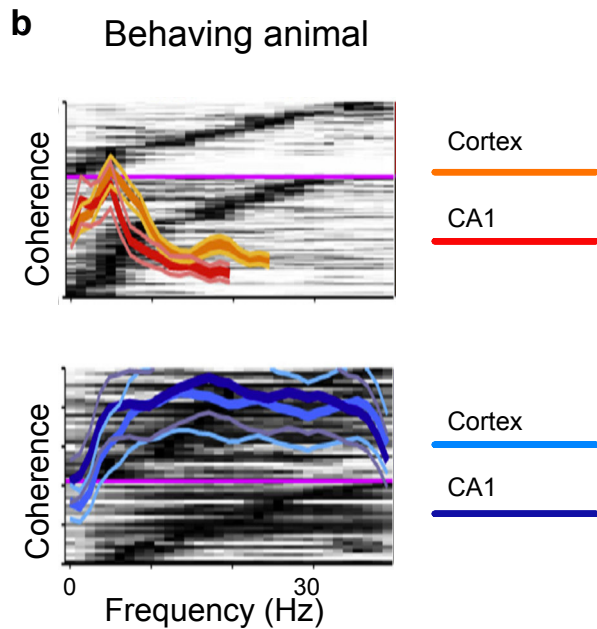 b
Behaving animal
Coherence
Cortex
CA1
Coherence
Cortex
CA1
0
30
Frequency (Hz)